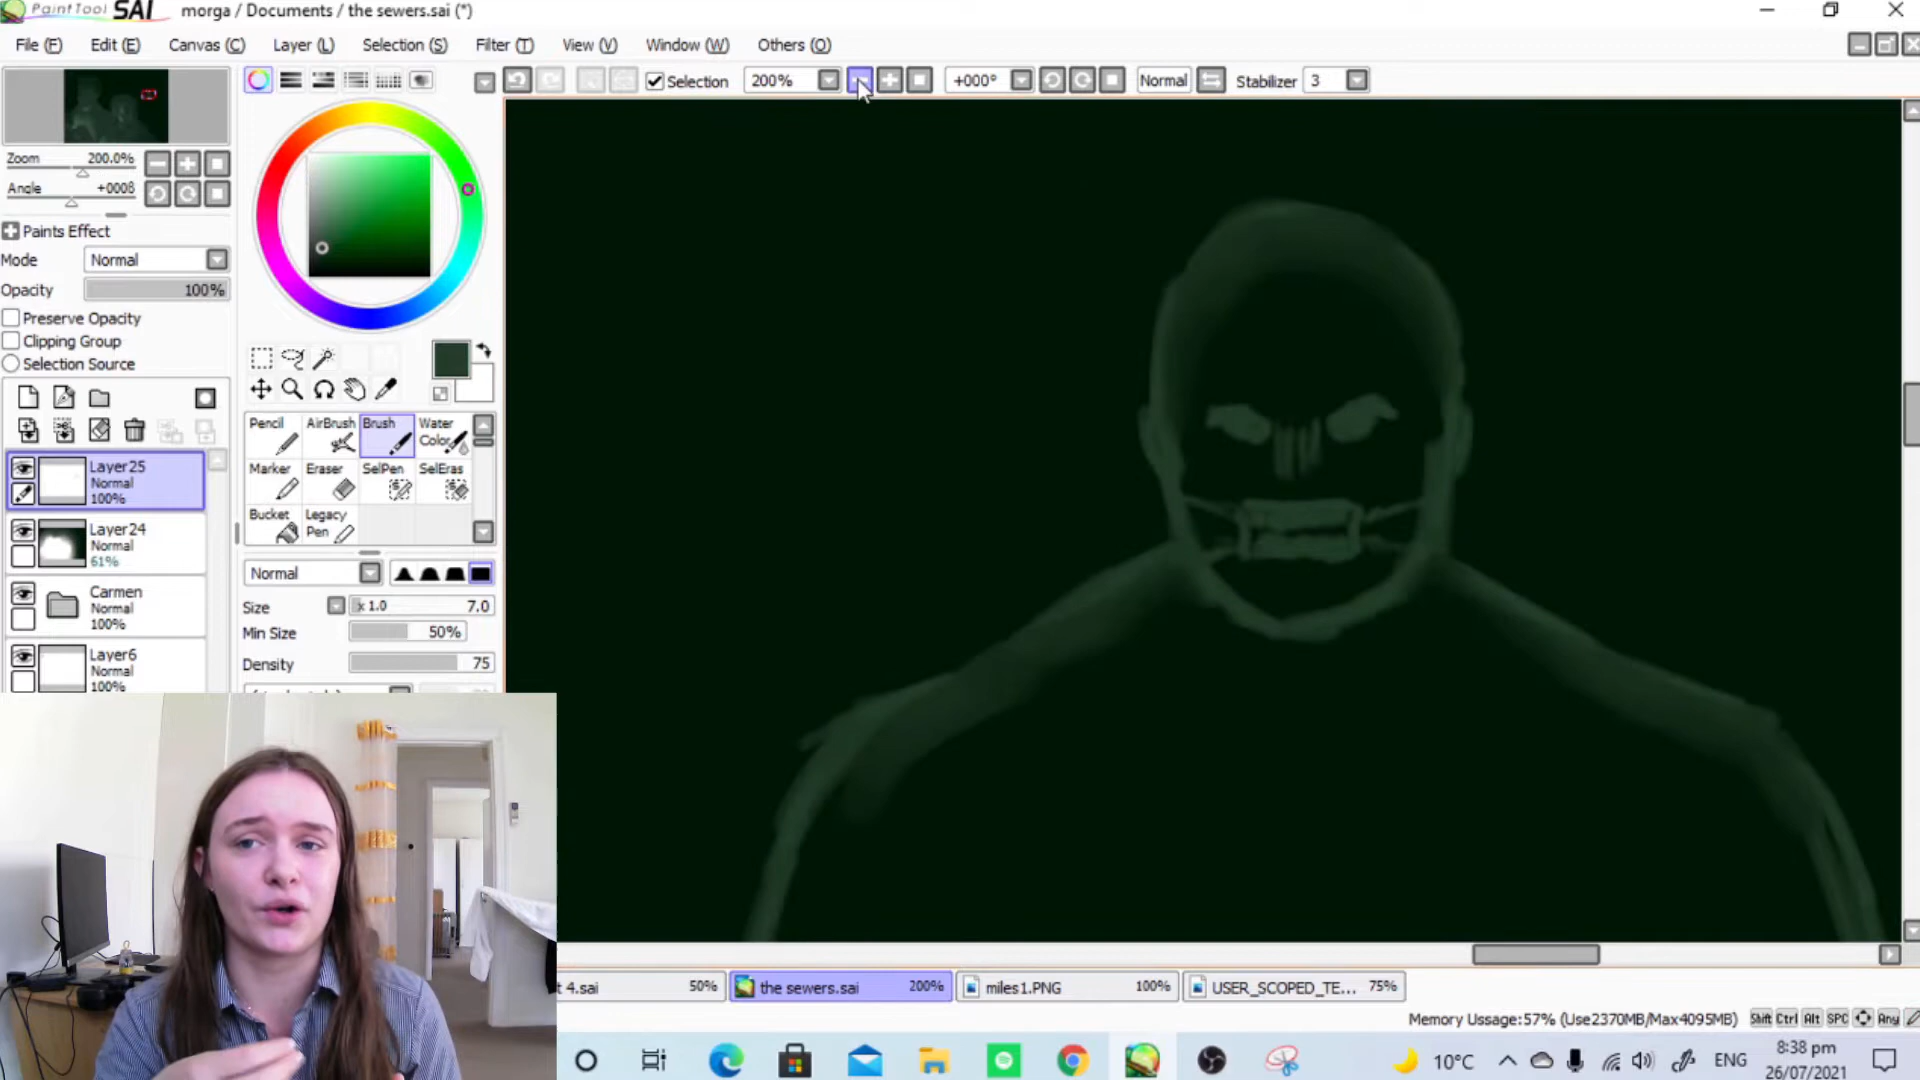 PaintTool SAI morga / Documents / the sewers.sai (*)
File (F) Edit (E) Canvas (C) Layer (L) Selection (S) Filter (T) View (V) Window (W) Others (O)
Selection 200% +000° Normal Stabilizer 3
Zoom 200.0%
Angle
Paints Effect
Mode Normal
Opacity 100%
Preserve Opacity
Clipping Group
Selection Source
Layer25
Normal
100%
Layer24
Normal
61%
Carmen
Normal
100%
Layer6
Normal
100%
Pencil AirBrush Brush Water Color
Marker Eraser SelPen SelEras
Bucket Legacy Pen
Normal
Size x 1.0 7.0
Min Size 50%
Density 75
t 4.sai 50% the sewers.sai 200% miles1.PNG 100% USER_SCOPED_TE... 75%
Memory Ussage:57% (Use2370MB/Max4095MB) Shift Ctrl Alt SPC Any
10°C ENG 8:38 pm
26/07/2021